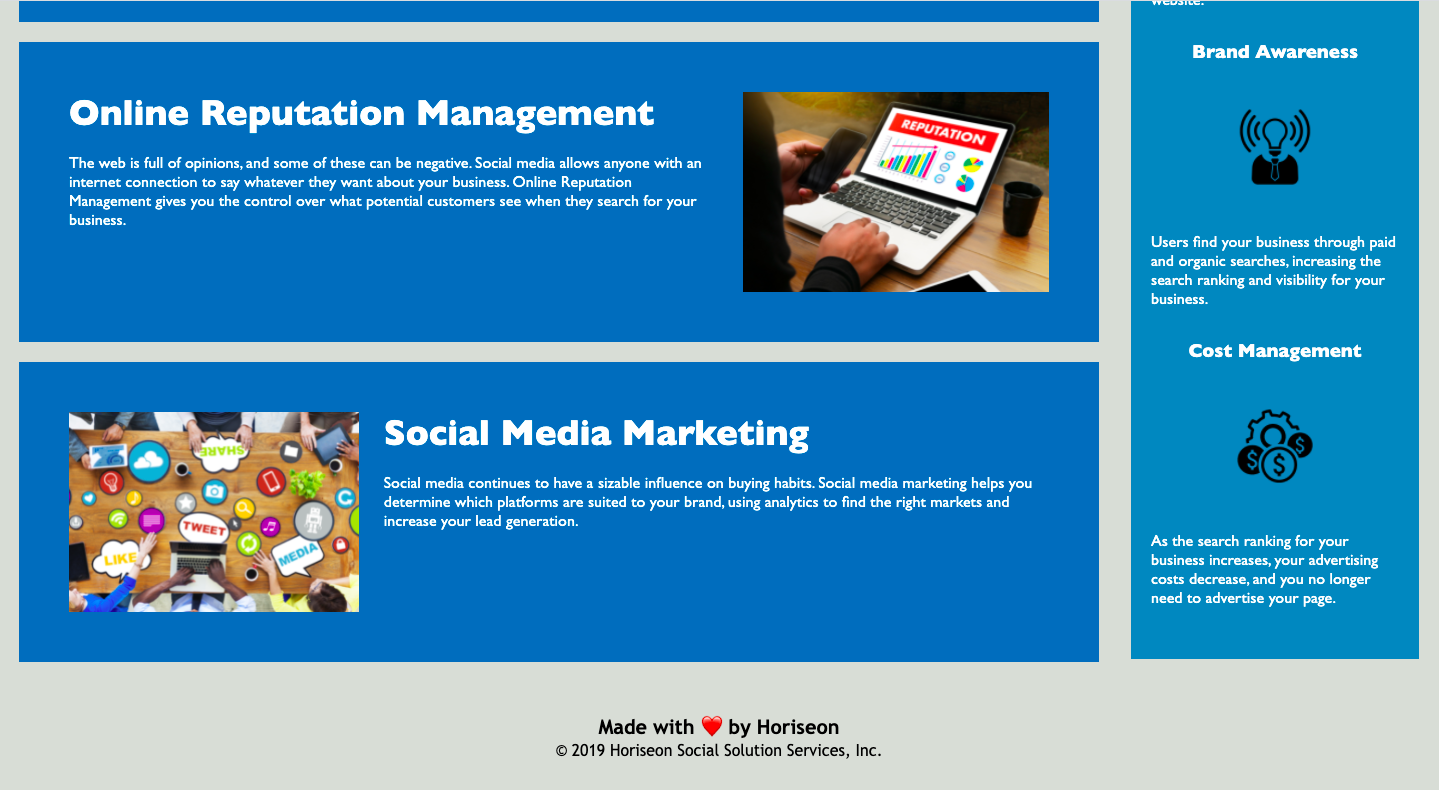 Online Reputation Management
The web is full of opinions, and some of these can be negative. Social media allows anyone with an
internet connection to say whatever they want about your business. Online Reputation
Management gives you the control over what potential customers see when they search for your
business.
REPUTATION
Social Media Marketing
Social media continues to have a sizable influence on buying habits. Social media marketing helps you
determine which platforms are suited to your brand, using analytics to find the right markets and
increase your lead generation.
SHARE
TWEET
LIKE
MEDIA
website.
Brand Awareness
Users find your business through paid
and organic searches, increasing the
search ranking and visibility for your
business.
Cost Management
$ $ $
As the search ranking for your
business increases, your advertising
costs decrease, and you no longer
need to advertise your page.
Made with ❤️ by Horiseon
© 2019 Horiseon Social Solution Services, Inc.